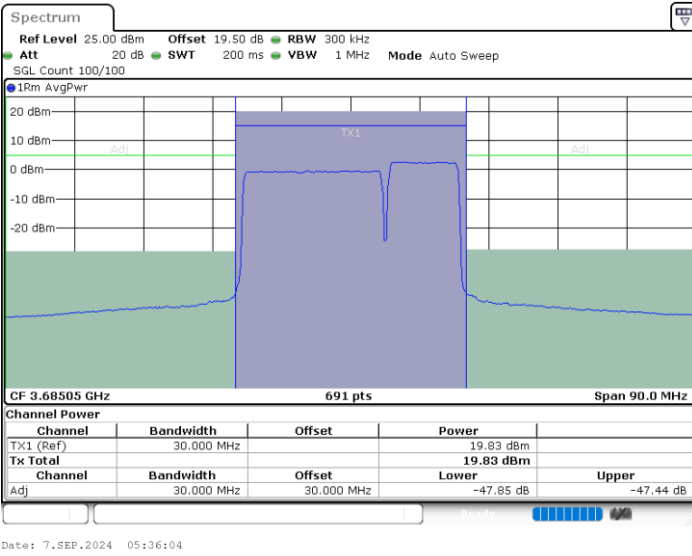 Spectrum
Ref Level 25.00 dBm Offset 19.50 dB RBW 300 kHz
Att 20 dB SWT 200 ms VBW 1 MHz Mode Auto Sweep
SGL Count 100/100
1Rm AvgPwr
20 dBm
TX1
10 dBm
Adj Adj
0 dBm
-10 dBm
-20 dBm
CF 3.68505 GHz 691 pts Span 90.0 MHz
Channel Power
Channel Bandwidth Offset Power
TX1 (Ref) 30.000 MHz 19.83 dBm
Tx Total 19.83 dBm
Channel Bandwidth Offset Lower Upper
Adj 30.000 MHz 30.000 MHz -47.85 dB -47.44 dB
Ready
Date: 7.SEP.2024 05:36:04